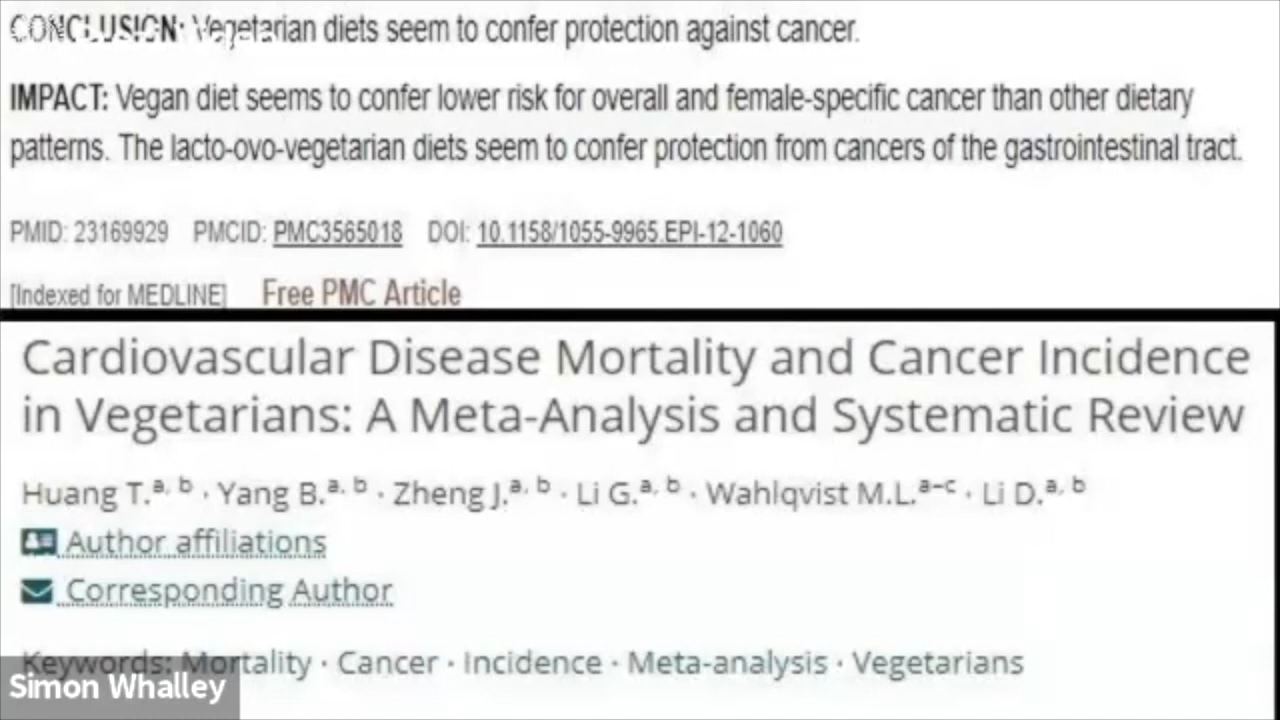 CONCLUSION: Vegetarian diets seem to confer protection against cancer.
IMPACT: Vegan diet seems to confer lower risk for overall and female-specific cancer than other dietary
patterns. The lacto-ovo-vegetarian diets seem to confer protection from cancers of the gastrointestinal tract.
PMID: 23169929 PMCID: PMC3565018 DOI: 10.1158/1055-9965.EPI-12-1060
[Indexed for MEDLINE] Free PMC Article
Cardiovascular Disease Mortality and Cancer Incidence
in Vegetarians: A Meta-Analysis and Systematic Review
Huang T.a, b · Yang B.a, b · Zheng J.a, b · Li G.a, b · Wahlqvist M.L.a–c · Li D.a, b
Author affiliations
Corresponding Author
Keywords: Mortality · Cancer · Incidence · Meta-analysis · Vegetarians
Simon Whalley